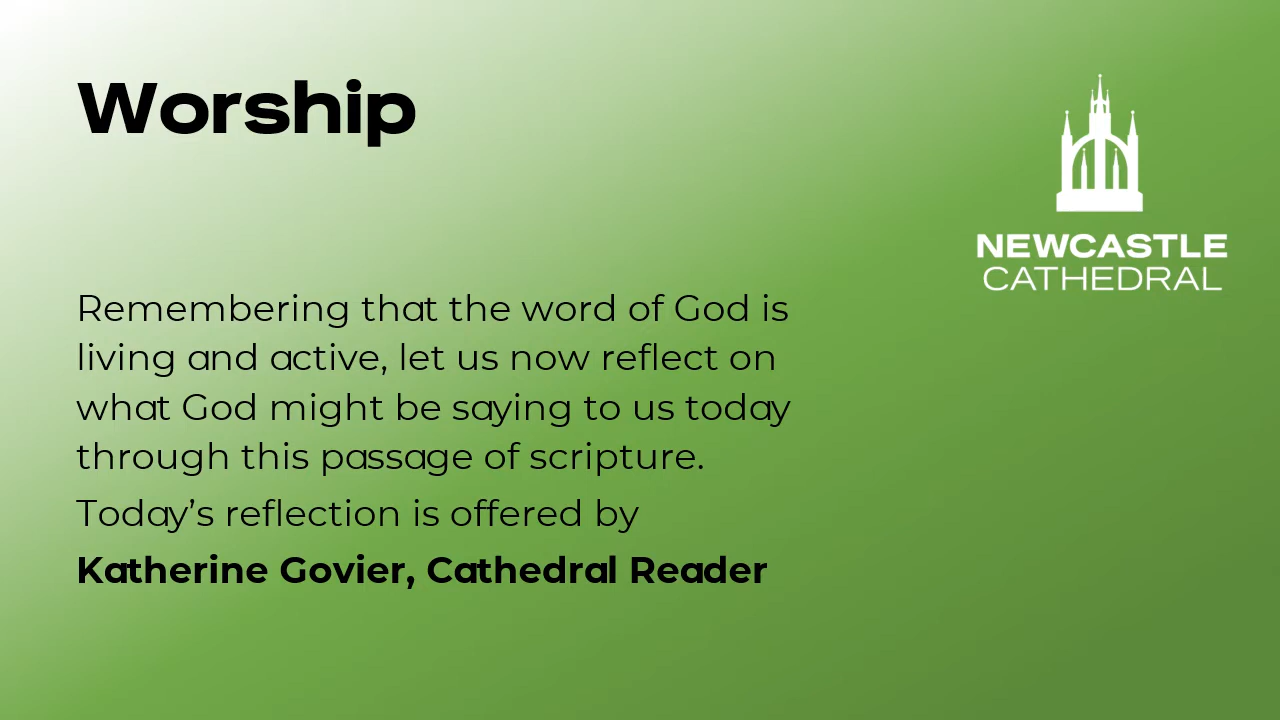 Worship
NEWCASTLE
CATHEDRAL
Remembering that the word of God is
living and active, let us now reflect on
what God might be saying to us today
through this passage of scripture.
Today’s reflection is offered by
Katherine Govier, Cathedral Reader